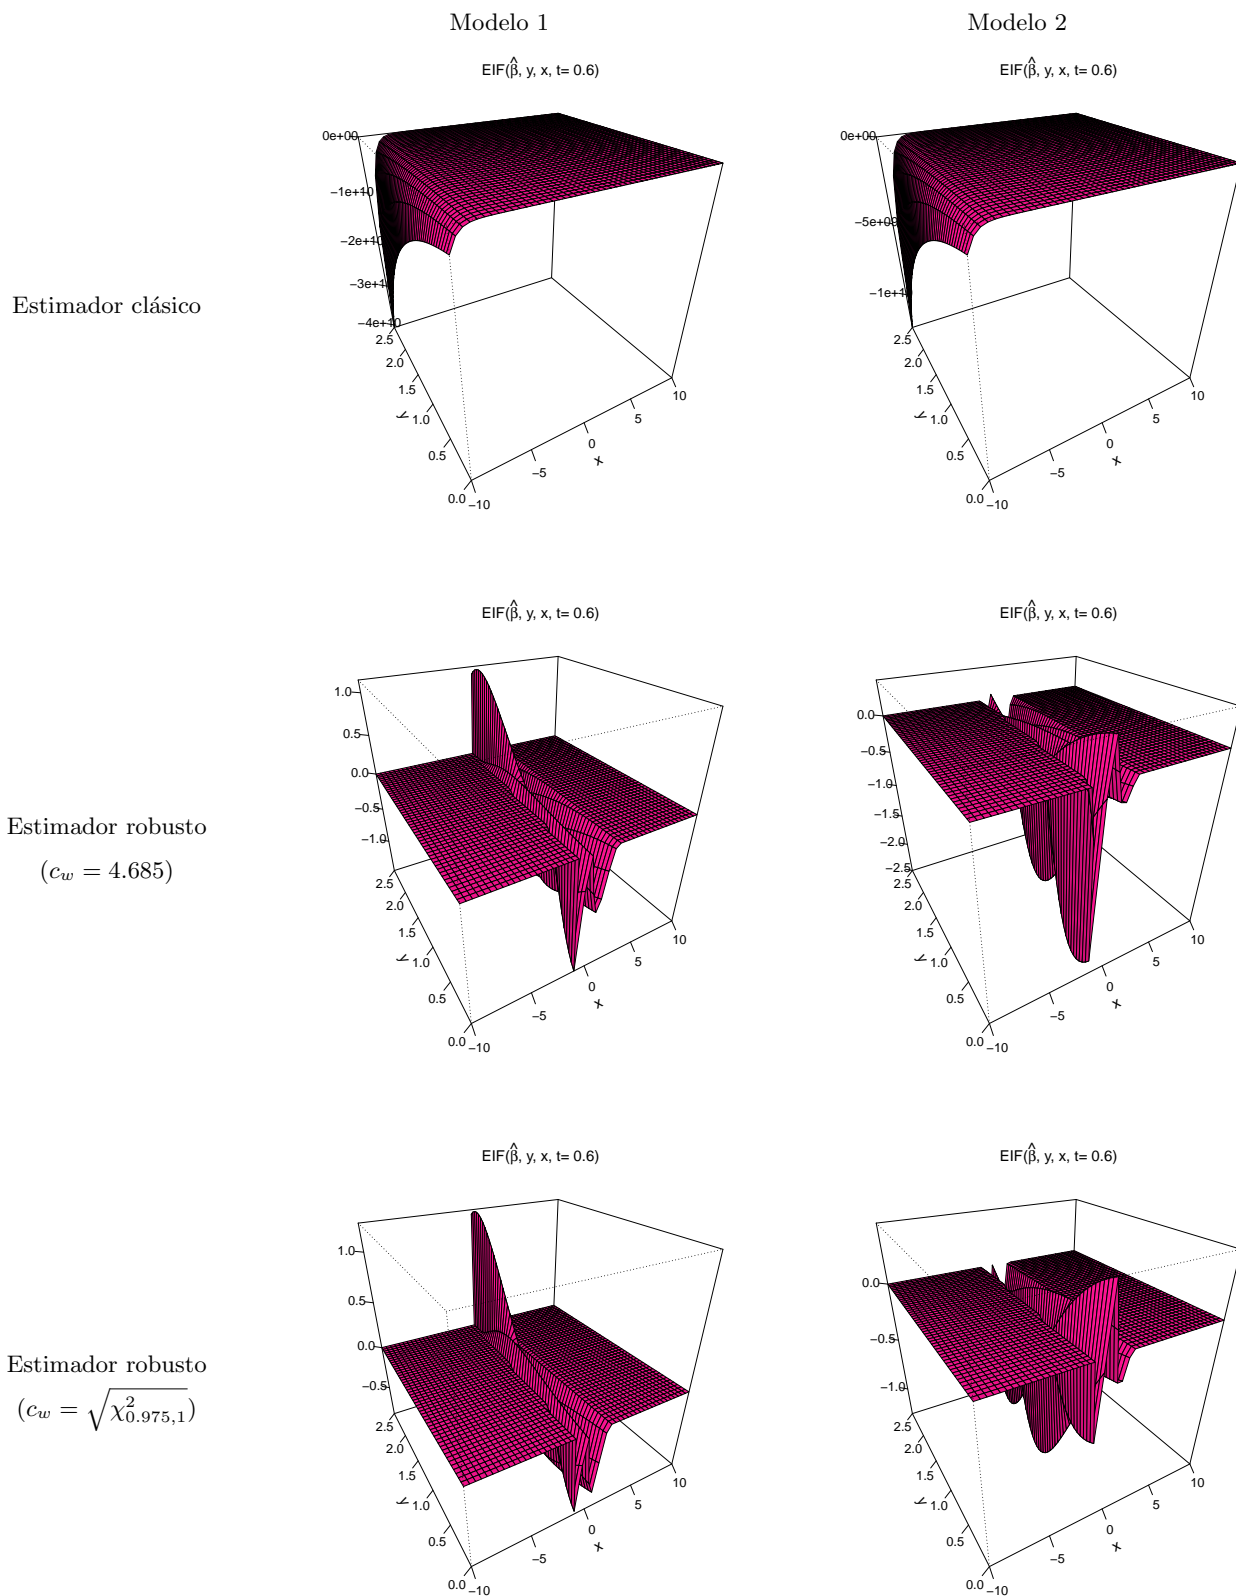 Modelo 1
Modelo 2
EIF(β̂, y, x, t= 0.6)
0e+00
−1e+10
−2e+10
−3e+10
−4e+10
2.5
2.0
1.5
1.0
0.5
0.0
y
−10
−5
0
5
10
x
EIF(β̂, y, x, t= 0.6)
0e+00
−5e+09
−1e+10
2.5
2.0
1.5
1.0
0.5
0.0
y
−10
−5
0
5
10
x
Estimador clásico
EIF(β̂, y, x, t= 0.6)
1.0
0.5
0.0
−0.5
−1.0
2.5
2.0
1.5
1.0
0.5
0.0
y
−10
−5
0
5
10
x
EIF(β̂, y, x, t= 0.6)
0.0
−0.5
−1.0
−1.5
−2.0
−2.5
2.5
2.0
1.5
1.0
0.5
0.0
y
−10
−5
0
5
10
x
Estimador robusto
(c_w = 4.685)
EIF(β̂, y, x, t= 0.6)
1.0
0.5
0.0
−0.5
2.5
2.0
1.5
1.0
0.5
0.0
y
−10
−5
0
5
10
x
EIF(β̂, y, x, t= 0.6)
0.0
−0.5
−1.0
2.5
2.0
1.5
1.0
0.5
0.0
y
−10
−5
0
5
10
x
Estimador robusto
(c_w = √χ²_{0.975,1})